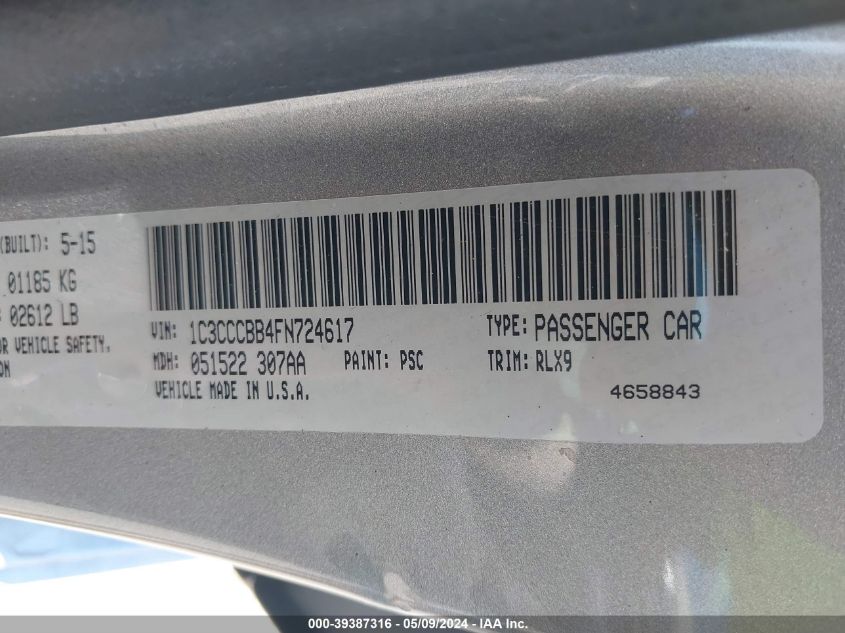 (BUILT): 5-15
01185 KG
02612 LB
OR VEHICLE SAFETY,
ON
VIN: 1C3CCCBB4FN724617 TYPE: PASSENGER CAR
MDH: 051522 307AA PAINT: PSC TRIM: RLX9
VEHICLE MADE IN U.S.A. 4658843
000-39387316 - 05/09/2024 - IAA Inc.